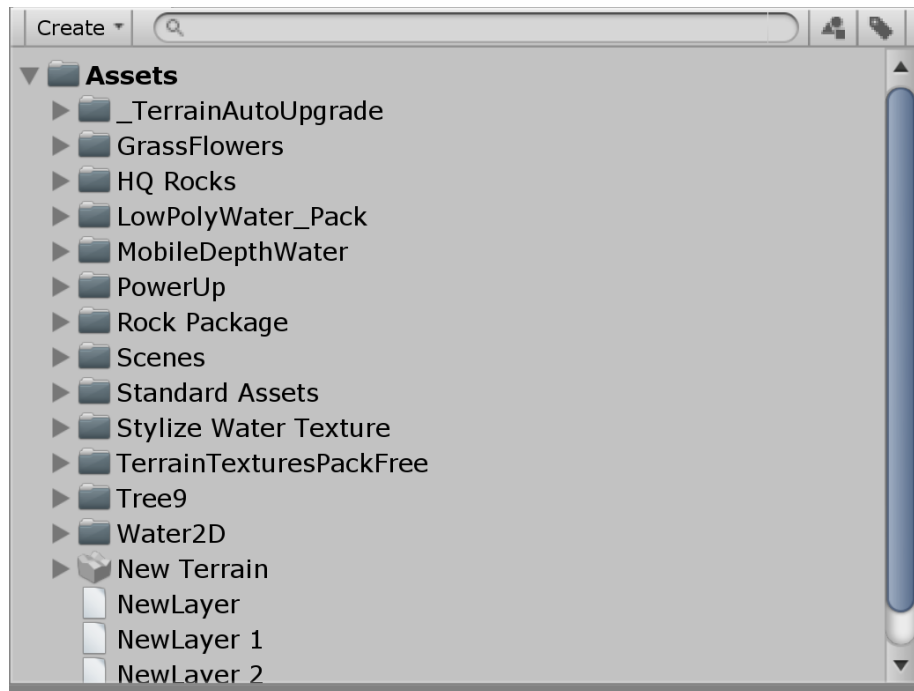 Create
Assets
_TerrainAutoUpgrade
GrassFlowers
HQ Rocks
LowPolyWater_Pack
MobileDepthWater
PowerUp
Rock Package
Scenes
Standard Assets
Stylize Water Texture
TerrainTexturesPackFree
Tree9
Water2D
New Terrain
NewLayer
NewLayer 1
NewLayer 2